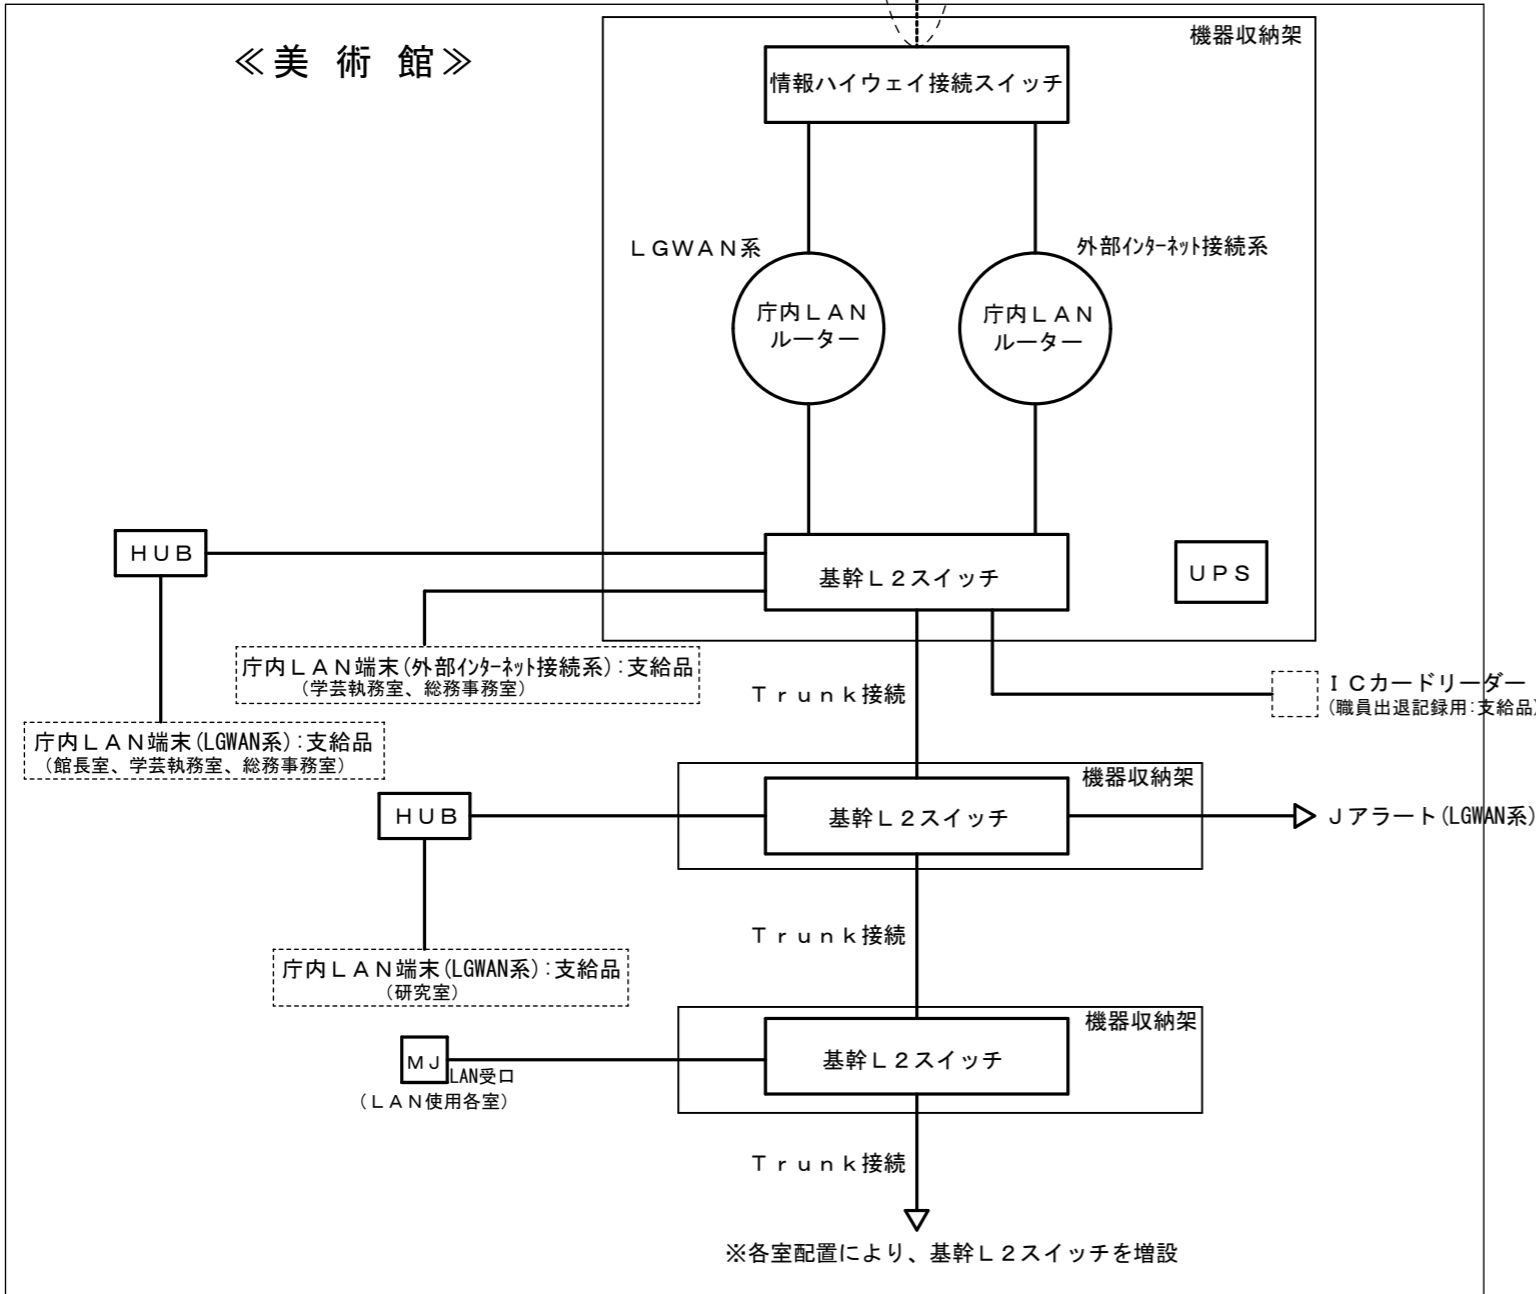 ≪美 術 館≫
機器収納架
情報ハイウェイ接続スイッチ
ＬＧＷＡＮ系
外部ｲﾝﾀｰﾈｯﾄ接続系
庁内ＬＡＮ
ルーター
庁内ＬＡＮ
ルーター
ＨＵＢ
基幹Ｌ２スイッチ
ＵＰＳ
庁内ＬＡＮ端末(外部ｲﾝﾀｰﾈｯﾄ接続系):支給品
(学芸執務室、総務事務室)
Ｔｒｕｎｋ接続
ＩＣカードリーダー
(職員出退記録用:支給品)
庁内ＬＡＮ端末(LGWAN系):支給品
(館長室、学芸執務室、総務事務室)
機器収納架
ＨＵＢ
基幹Ｌ２スイッチ
Ｊアラート(LGWAN系)
Ｔｒｕｎｋ接続
庁内ＬＡＮ端末(LGWAN系):支給品
(研究室)
機器収納架
ＭＪ
LAN受口
(ＬＡＮ使用各室)
基幹Ｌ２スイッチ
Ｔｒｕｎｋ接続
※各室配置により、基幹Ｌ２スイッチを増設